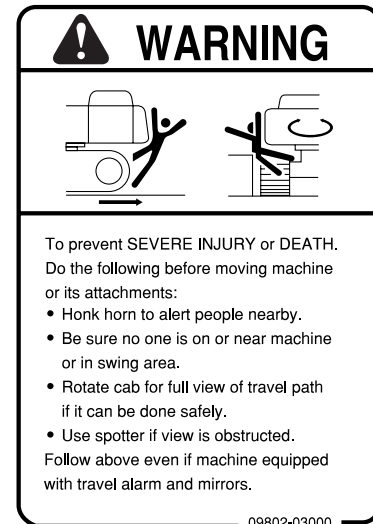 WARNING
To prevent SEVERE INJURY or DEATH.
Do the following before moving machine
or its attachments:
• Honk horn to alert people nearby.
• Be sure no one is on or near machine
or in swing area.
• Rotate cab for full view of travel path
if it can be done safely.
• Use spotter if view is obstructed.
Follow above even if machine equipped
with travel alarm and mirrors.
09802-03000